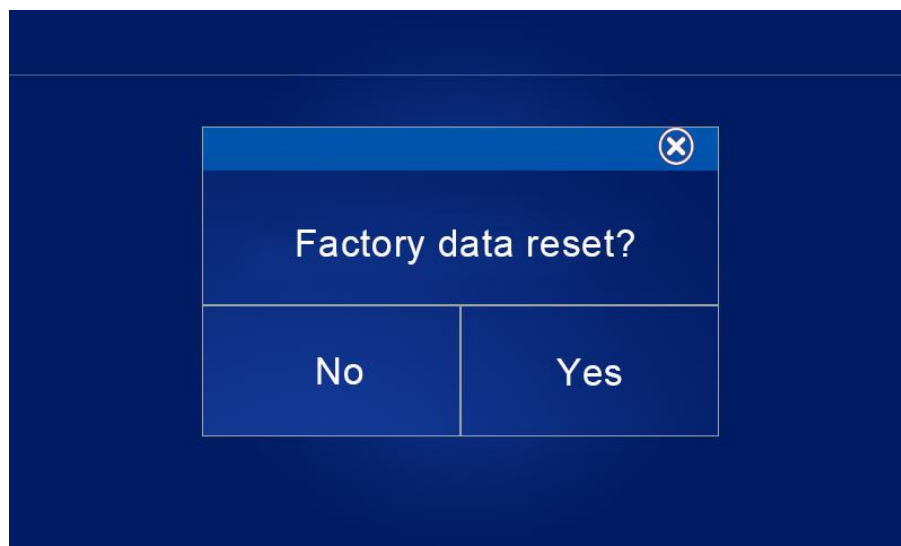 Factory data reset?
No
Yes